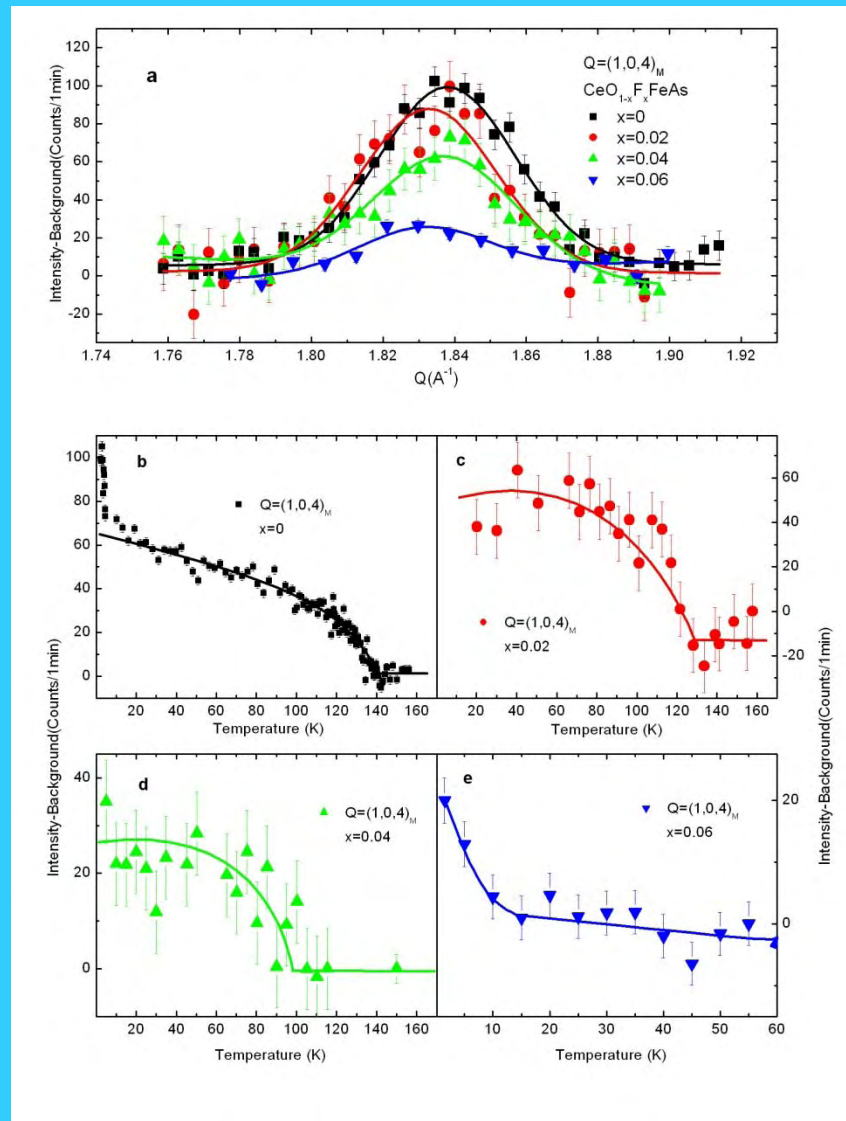 a
Q=(1,0,4)M
CeO1-xFxFeAs
x=0
x=0.02
x=0.04
x=0.06
Intensity-Background(Counts/1min)
120
100
80
60
40
20
0
-20
1.74 1.76 1.78 1.80 1.82 1.84 1.86 1.88 1.90 1.92
Q(A-1)
b
Q=(1,0,4)M
x=0
100
80
60
40
20
0
20 40 60 80 100 120 140 160
Temperature (K)
c
Q=(1,0,4)M
x=0.02
60
40
20
0
-20
20 40 60 80 100 120 140 160
Temperature (K)
Intensity-Background(Counts/1min)
Intensity-Background(Counts/1min)
d
Q=(1,0,4)M
x=0.04
40
20
0
20 40 60 80 100 120 140 160
Temperature (K)
e
Q=(1,0,4)M
x=0.06
20
0
10 20 30 40 50 60
Temperature (K)